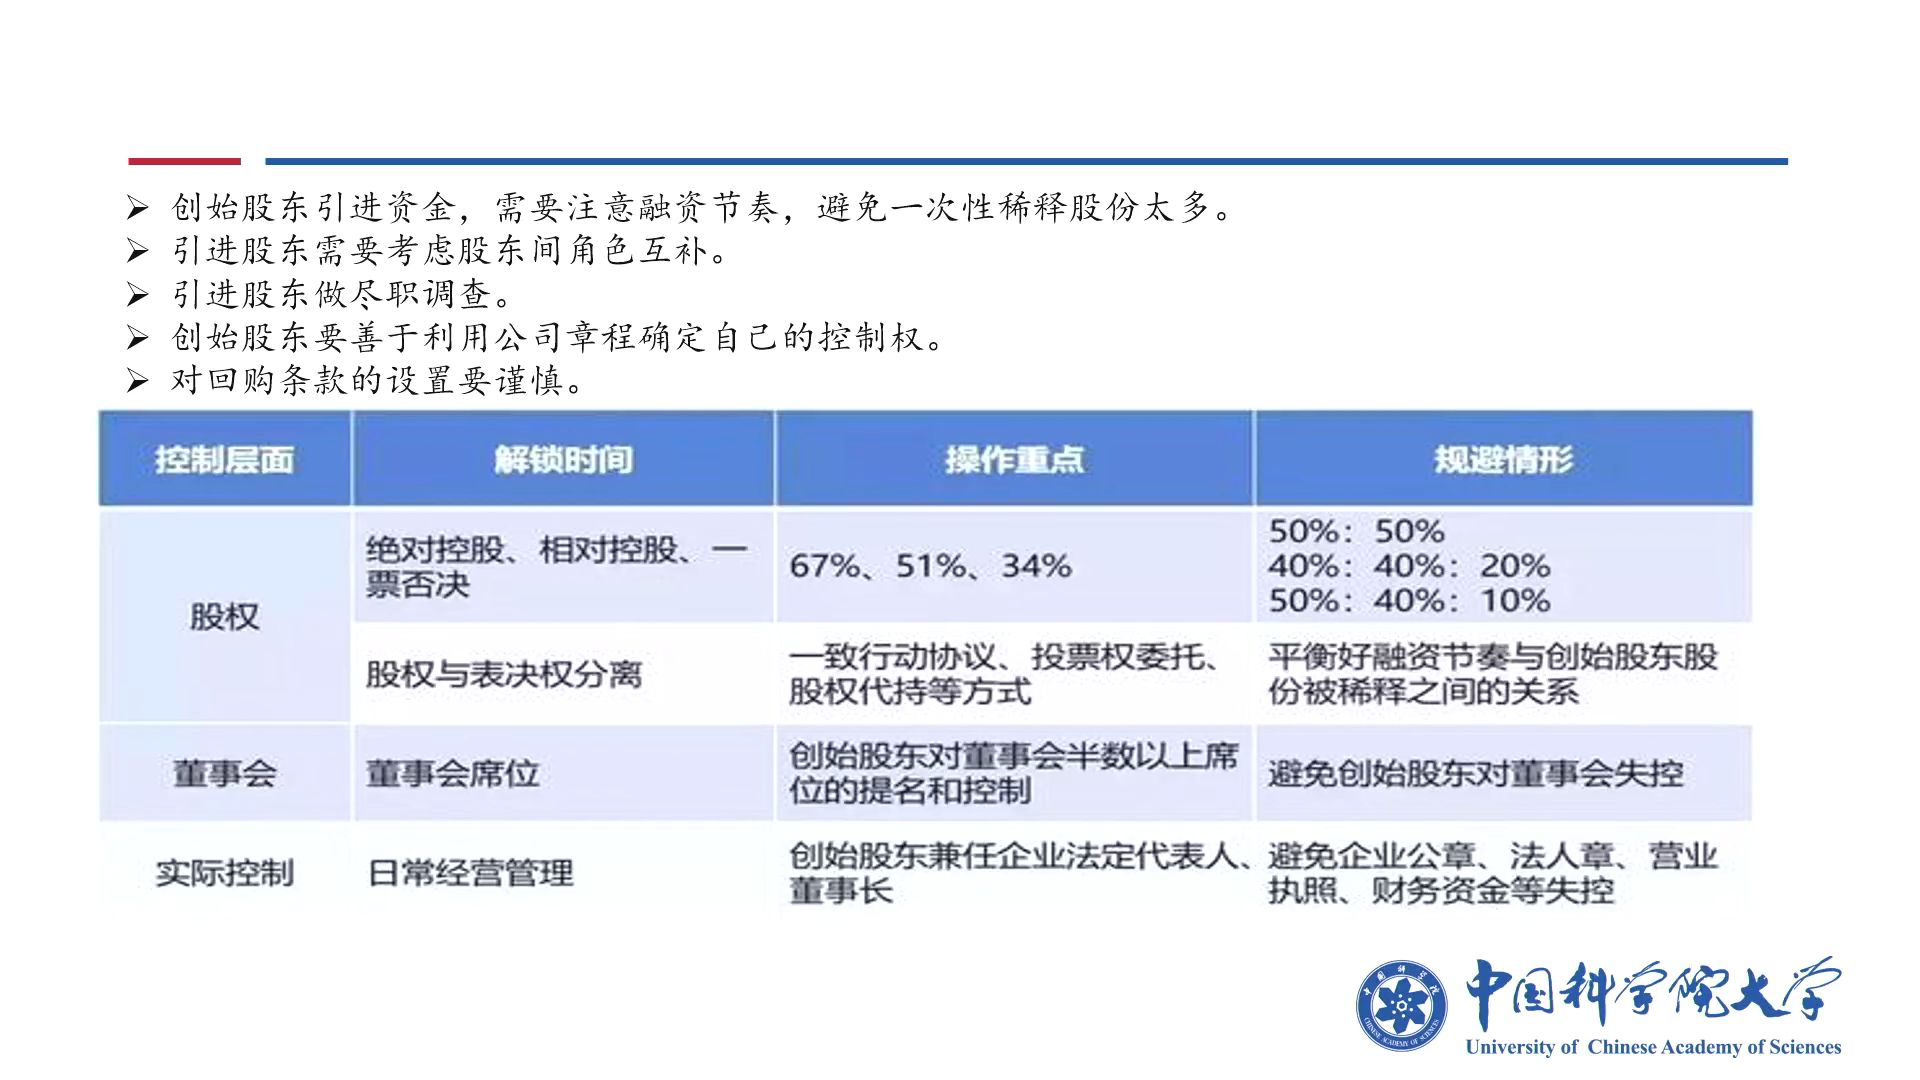 ➢ 创始股东引进资金，需要注意融资节奏，避免一次性稀释股份太多。
➢ 引进股东需要考虑股东间角色互补。
➢ 引进股东做尽职调查。
➢ 创始股东要善于利用公司章程确定自己的控制权。
➢ 对回购条款的设置要谨慎。
控制层面 解锁时间 操作重点 规避情形
股权
绝对控股、相对控股、一
票否决
67%、51%、34%
50%：50%
40%：40%：20%
50%：40%：10%
股权与表决权分离
一致行动协议、投票权委托、
股权代持等方式
平衡好融资节奏与创始股东股
份被稀释之间的关系
董事会
董事会席位
创始股东对董事会半数以上席
位的提名和控制
避免创始股东对董事会失控
实际控制
日常经营管理
创始股东兼任企业法定代表人、
董事长
避免企业公章、法人章、营业
执照、财务资金等失控
中国科学院
CHINESE ACADEMY OF SCIENCES
中国科学院大学
University of Chinese Academy of Sciences